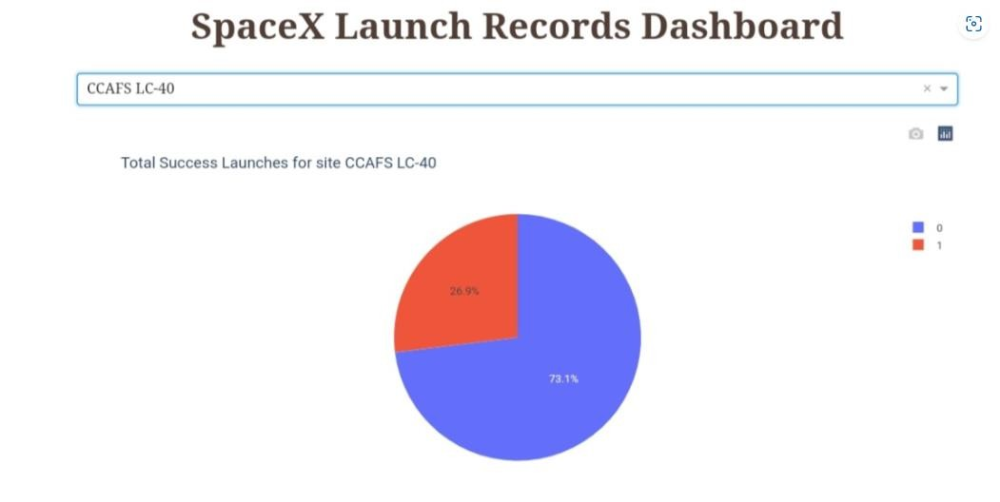 SpaceX Launch Records Dashboard
CCAFS LC-40
Total Success Launches for site CCAFS LC-40
0
1
26.9%
73.1%